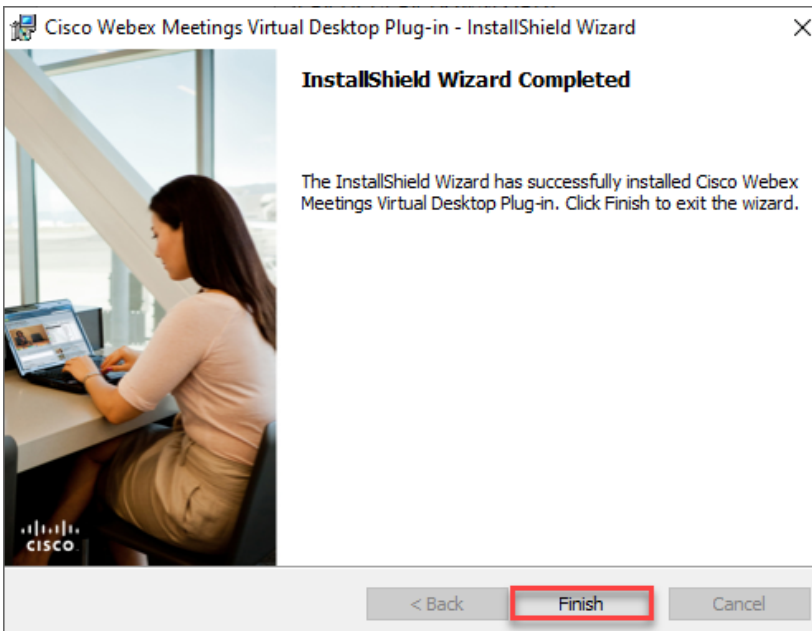 Cisco Webex Meetings Virtual Desktop Plug-in - InstallShield Wizard
InstallShield Wizard Completed
The InstallShield Wizard has successfully installed Cisco Webex
Meetings Virtual Desktop Plug-in. Click Finish to exit the wizard.
CISCO
< Back
Finish
Cancel